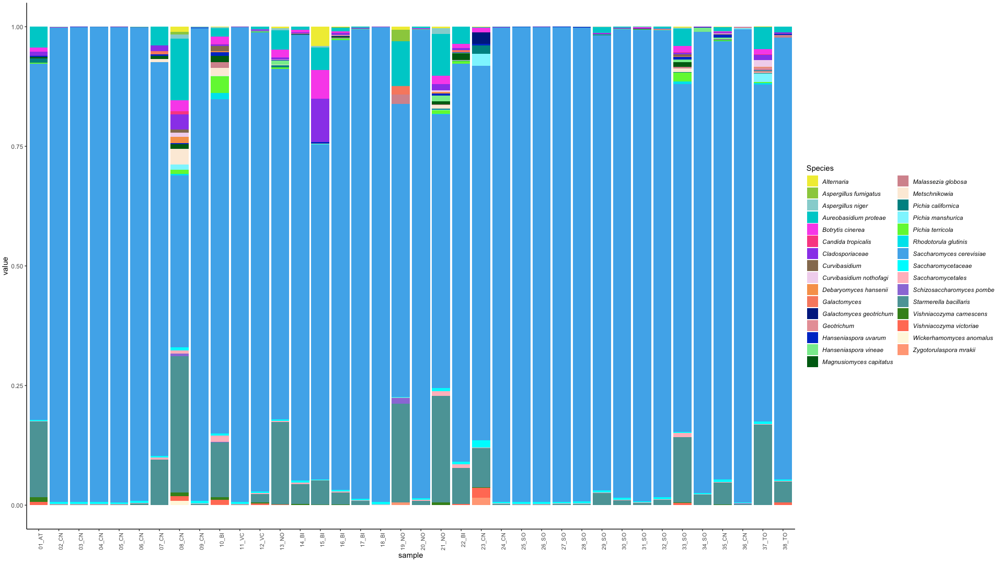 1.00
0.75
0.50
0.25
0.00
value
01_AT
02_CN
03_CN
04_CN
05_CN
06_CN
07_CN
08_CN
09_CN
10_BI
11_VC
12_VC
13_NO
14_BI
15_BI
16_BI
17_BI
18_BI
19_NO
20_NO
21_NO
22_BI
23_CN
24_CN
25_SO
26_SO
27_SO
28_SO
29_SO
30_SO
31_SO
32_SO
33_SO
34_SO
35_CN
36_CN
37_TO
38_TO
sample
Species
Alternaria
Aspergillus fumigatus
Aspergillus niger
Aureobasidium proteae
Botrytis cinerea
Candida tropicalis
Cladosporiaceae
Curvibasidium
Curvibasidium nothofagi
Debaryomyces hansenii
Galactomyces
Galactomyces geotrichum
Geotrichum
Hanseniaspora uvarum
Hanseniaspora vineae
Magnusiomyces capitatus
Malassezia globosa
Metschnikowia
Pichia californica
Pichia manshurica
Pichia terricola
Rhodotorula glutinis
Saccharomyces cerevisiae
Saccharomycetaceae
Saccharomycetales
Schizosaccharomyces pombe
Starmerella bacillaris
Vishniacozyma carnescens
Vishniacozyma victoriae
Wickerhamomyces anomalus
Zygotorulaspora mrakii